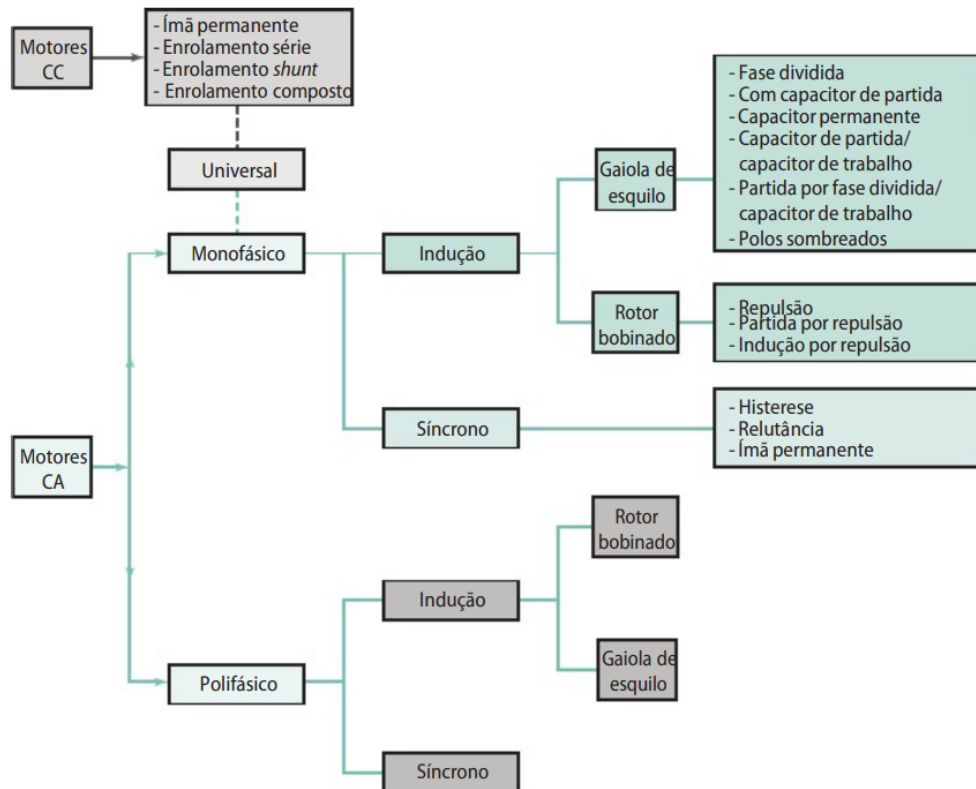 Motores
CC
- Ímã permanente
- Enrolamento série
- Enrolamento shunt
- Enrolamento composto
Universal
Monofásico
Indução
Gaiola de
esquilo
- Fase dividida
- Com capacitor de partida
- Capacitor permanente
- Capacitor de partida/
capacitor de trabalho
- Partida por fase dividida/
capacitor de trabalho
- Polos sombreados
Rotor
bobinado
- Repulsão
- Partida por repulsão
- Indução por repulsão
Síncrono
- Histerese
- Relutância
- Ímã permanente
Motores
CA
Rotor
bobinado
Indução
Gaiola de
esquilo
Polifásico
Síncrono